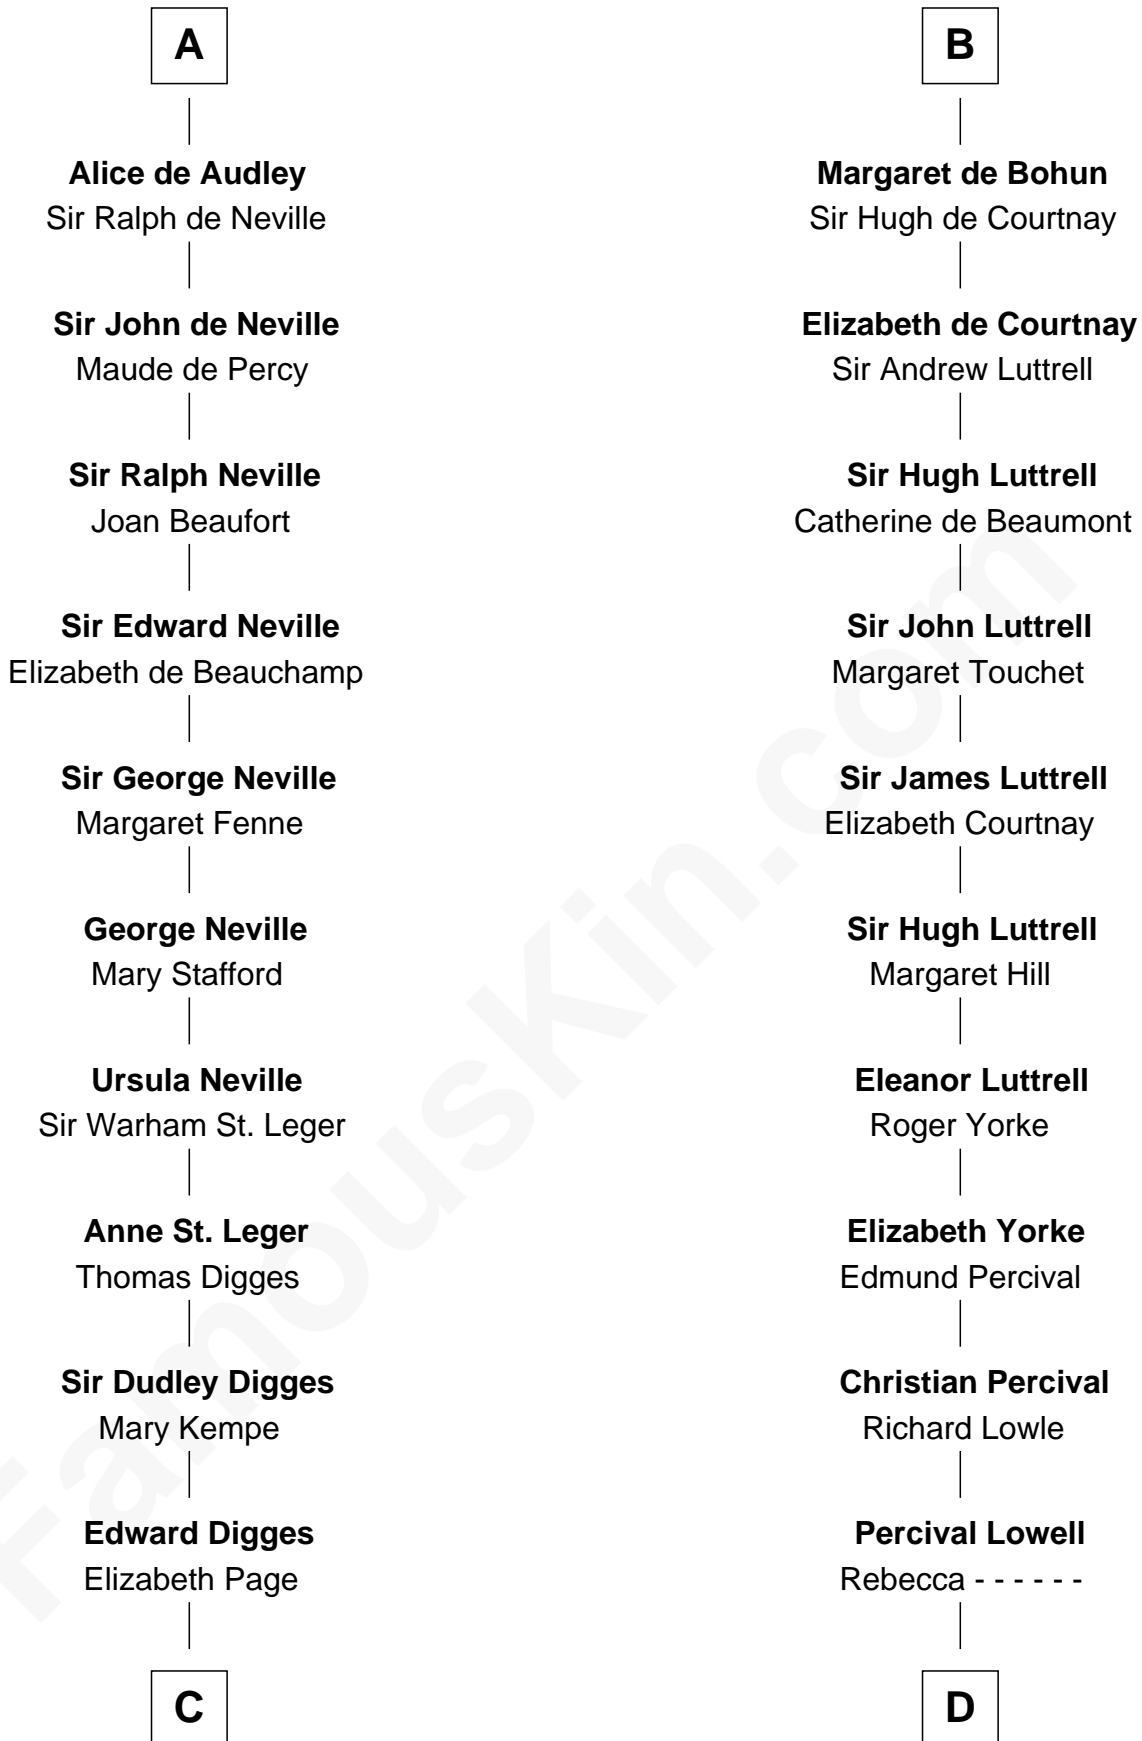 A
Alice de Audley
Sir Ralph de Neville
Sir John de Neville
Maude de Percy
Sir Ralph Neville
Joan Beaufort
Sir Edward Neville
Elizabeth de Beauchamp
Sir George Neville
Margaret Fenne
George Neville
Mary Stafford
Ursula Neville
Sir Warham St. Leger
Anne St. Leger
Thomas Digges
Sir Dudley Digges
Mary Kempe
Edward Digges
Elizabeth Page
C
B
Margaret de Bohun
Sir Hugh de Courtnay
Elizabeth de Courtnay
Sir Andrew Luttrell
Sir Hugh Luttrell
Catherine de Beaumont
Sir John Luttrell
Margaret Touchet
Sir James Luttrell
Elizabeth Courtnay
Sir Hugh Luttrell
Margaret Hill
Eleanor Luttrell
Roger Yorke
Elizabeth Yorke
Edmund Percival
Christian Percival
Richard Lowle
Percival Lowell
Rebecca - - - - - -
D
FamousKin.com